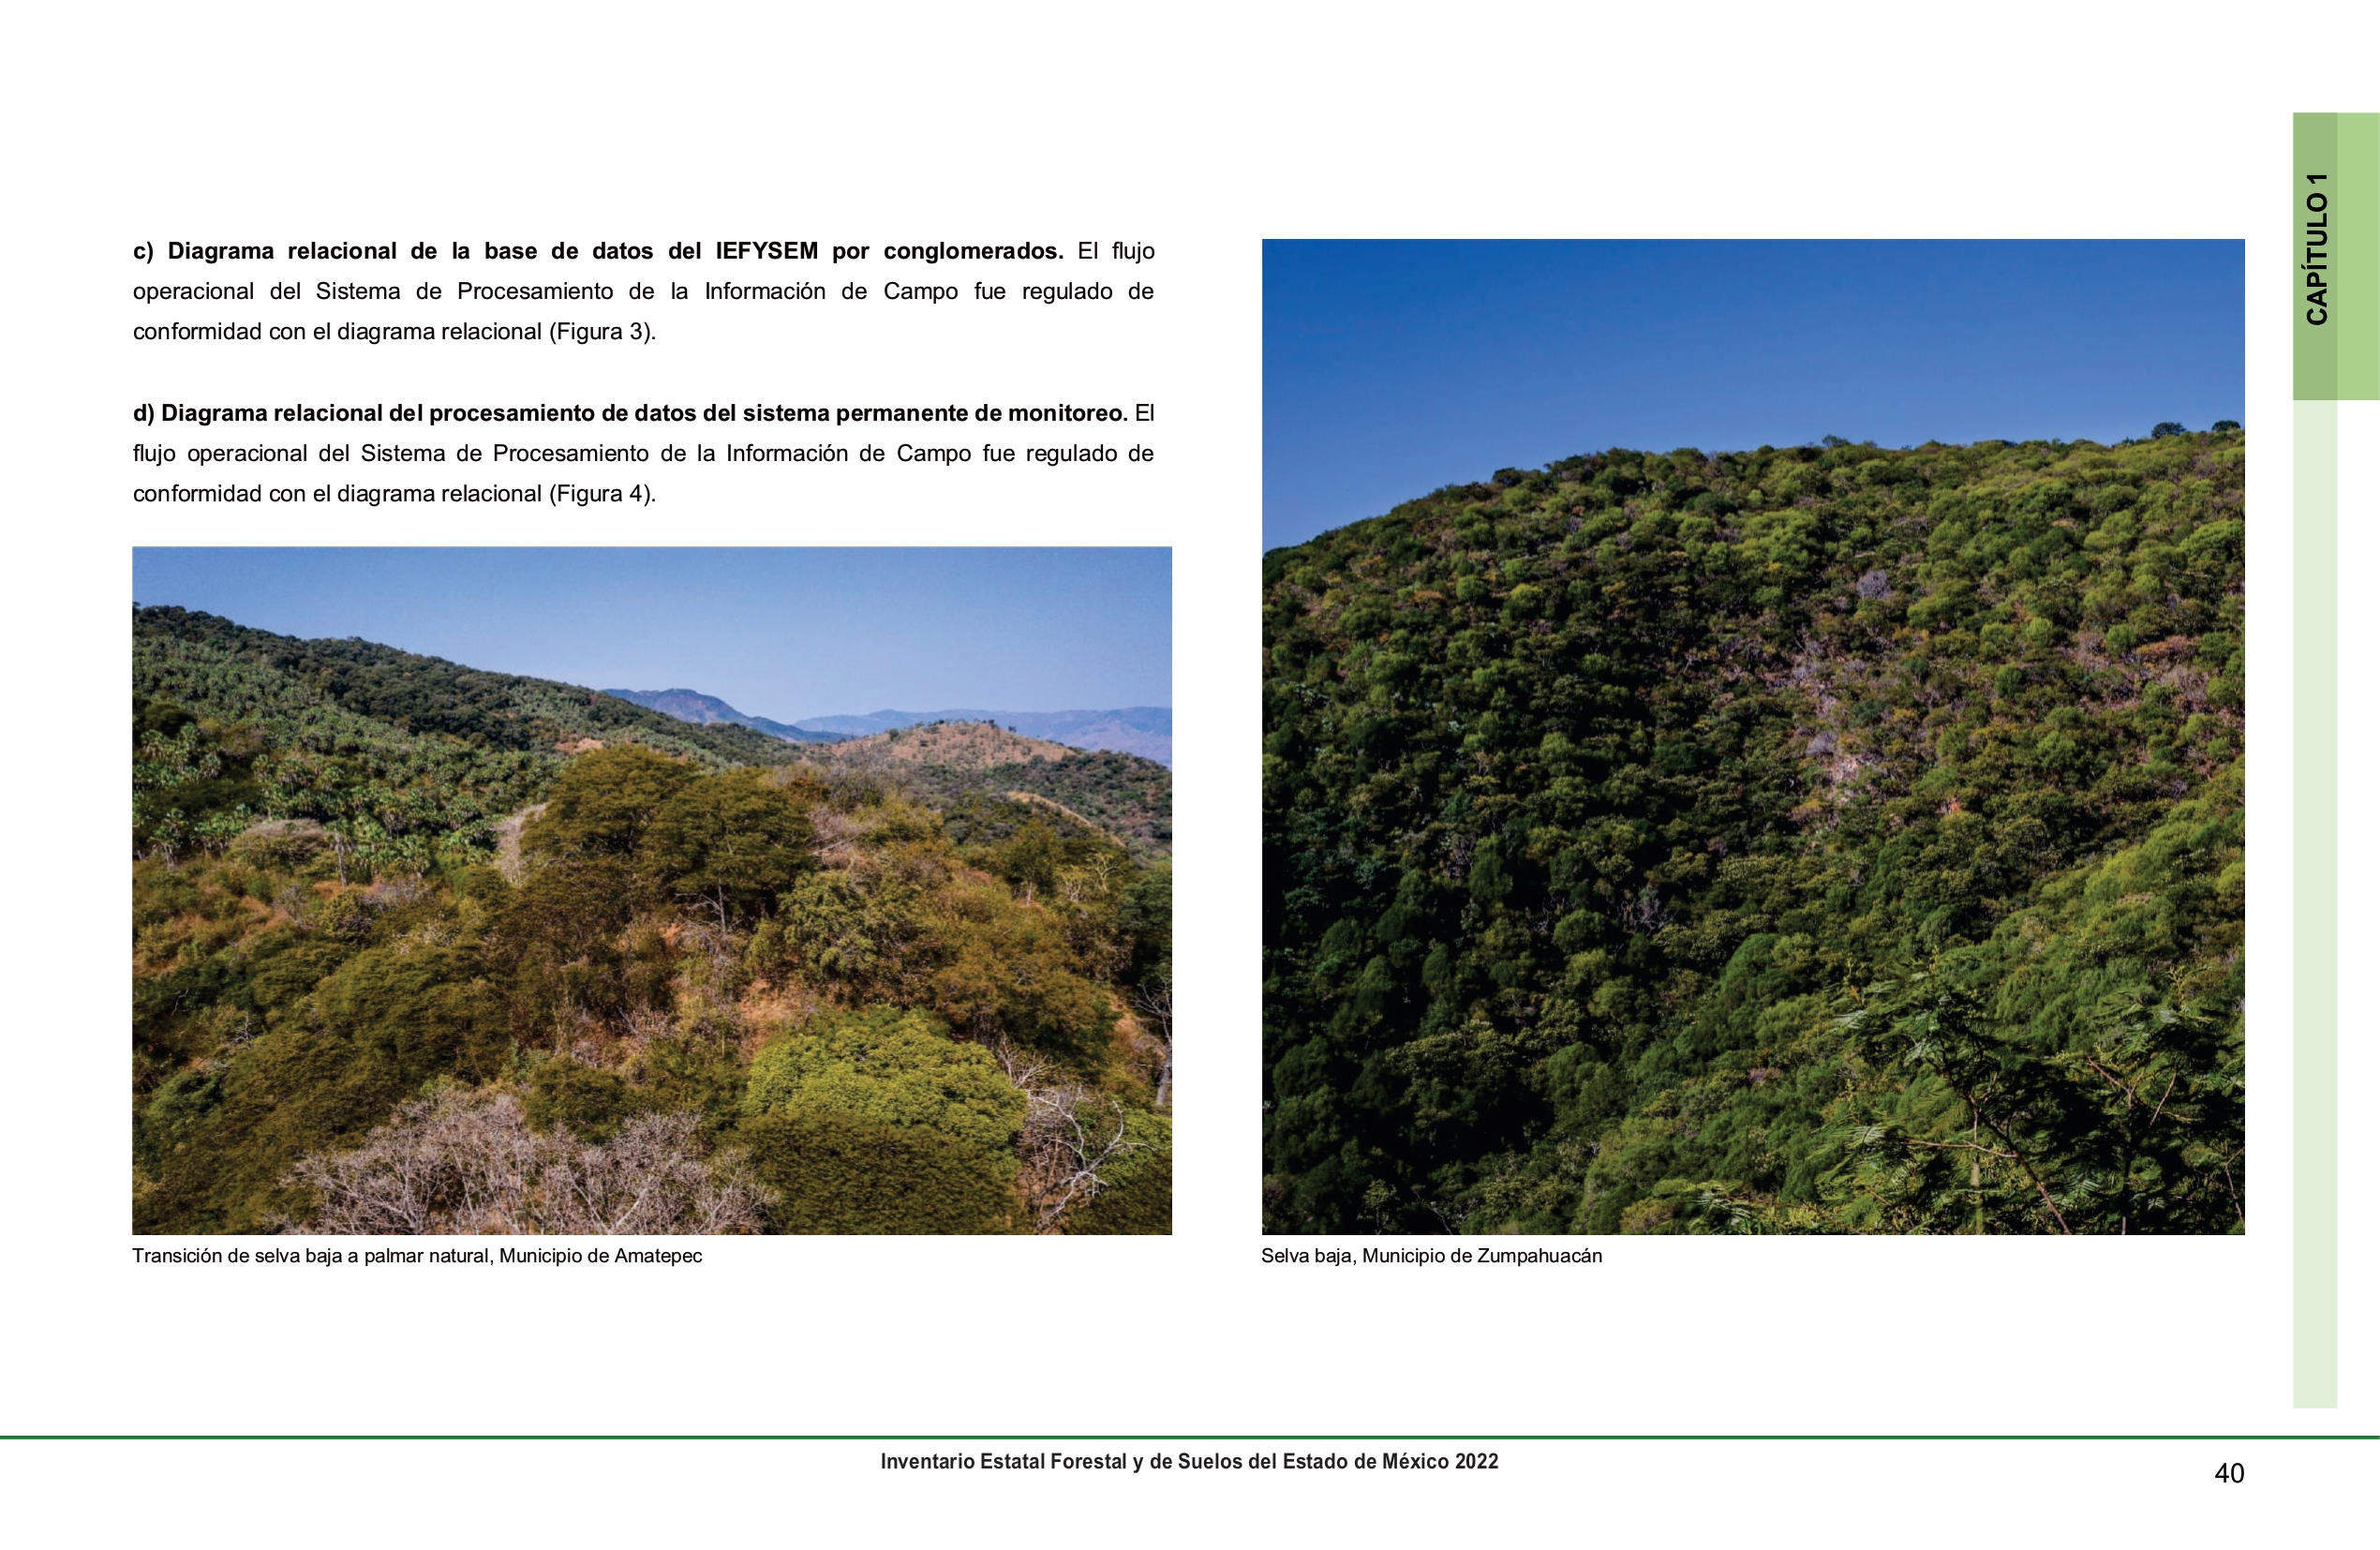 c) Diagrama relacional de la base de datos del IEFYSEM por conglomerados. El flujo
operacional del Sistema de Procesamiento de la Información de Campo fue regulado de
conformidad con el diagrama relacional (Figura 3).
d) Diagrama relacional del procesamiento de datos del sistema permanente de monitoreo. El
flujo operacional del Sistema de Procesamiento de la Información de Campo fue regulado de
conformidad con el diagrama relacional (Figura 4).
Transición de selva baja a palmar natural, Municipio de Amatepec
Selva baja, Municipio de Zumpahuacán
CAPÍTULO 1
Inventario Estatal Forestal y de Suelos del Estado de México 2022
40